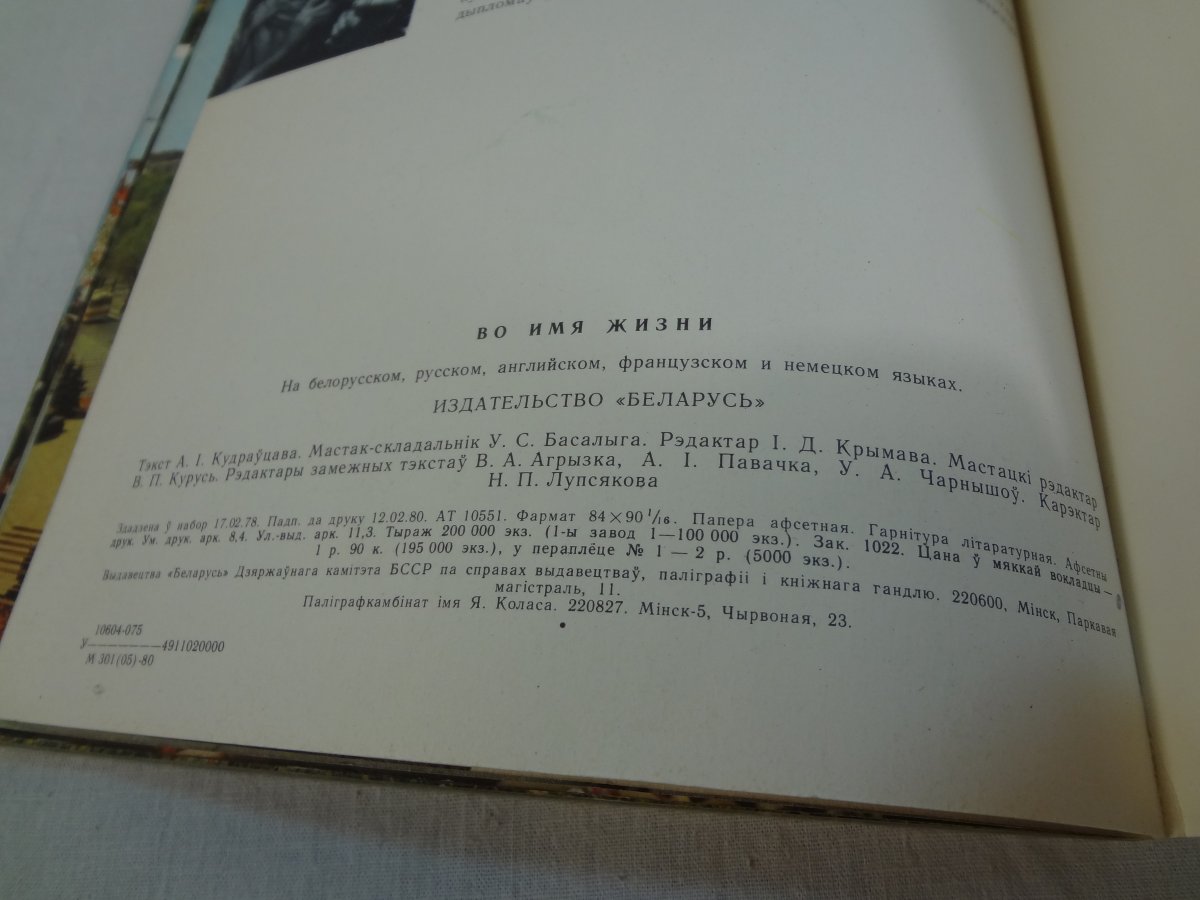 дыпломаў
ВО ИМЯ ЖИЗНИ
На белорусском, русском, английском, французском и немецком языках.
ИЗДАТЕЛЬСТВО «БЕЛАРУСЬ»
Тэкст А. І. Кудраўцава. Мастак-складальнік У. С. Басалыга. Рэдактар І. Д. Крымава. Мастацкі рэдактар
В. П. Курусь. Рэдактары замежных тэкстаў В. А. Агрызка, А. І. Павачка, У. А. Чарнышоў. Карэктар
Н. П. Лупсякова
Здадзена ў набор 17.02.78. Падп. да друку 12.02.80. АТ 10551. Фармат 84×90 1/16. Папера афсетная. Гарнітура літаратурная. Афсетны
друк. Ум. друк. арк. 8,4. Ул.-выд. арк. 11,3. Тыраж 200 000 экз. (1-ы завод 1—100 000 экз.). Зак. 1022. Цана ў мяккай вокладцы —
1 р. 90 к. (195 000 экз.), у пераплёце № 1 — 2 р. (5000 экз.).
Выдавецтва «Беларусь» Дзяржаўнага камітэта БССР па справах выдавецтваў, паліграфіі і кніжнага гандлю. 220600, Мінск, Паркавая
магістраль, 11.
Паліграфкамбінат імя Я. Коласа. 220827. Мінск-5, Чырвоная, 23.
10604-075
У———4911020000
М 301(05)-80